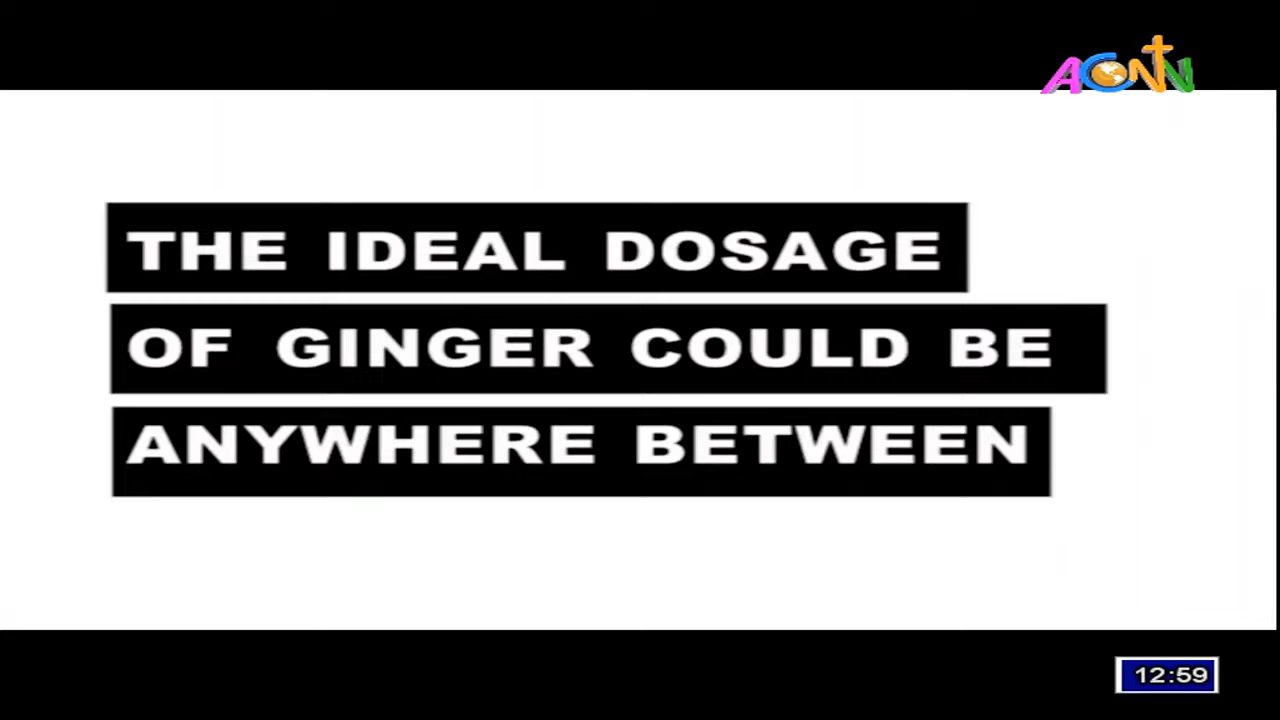 ACNN
THE IDEAL DOSAGE
OF GINGER COULD BE
ANYWHERE BETWEEN
12:59